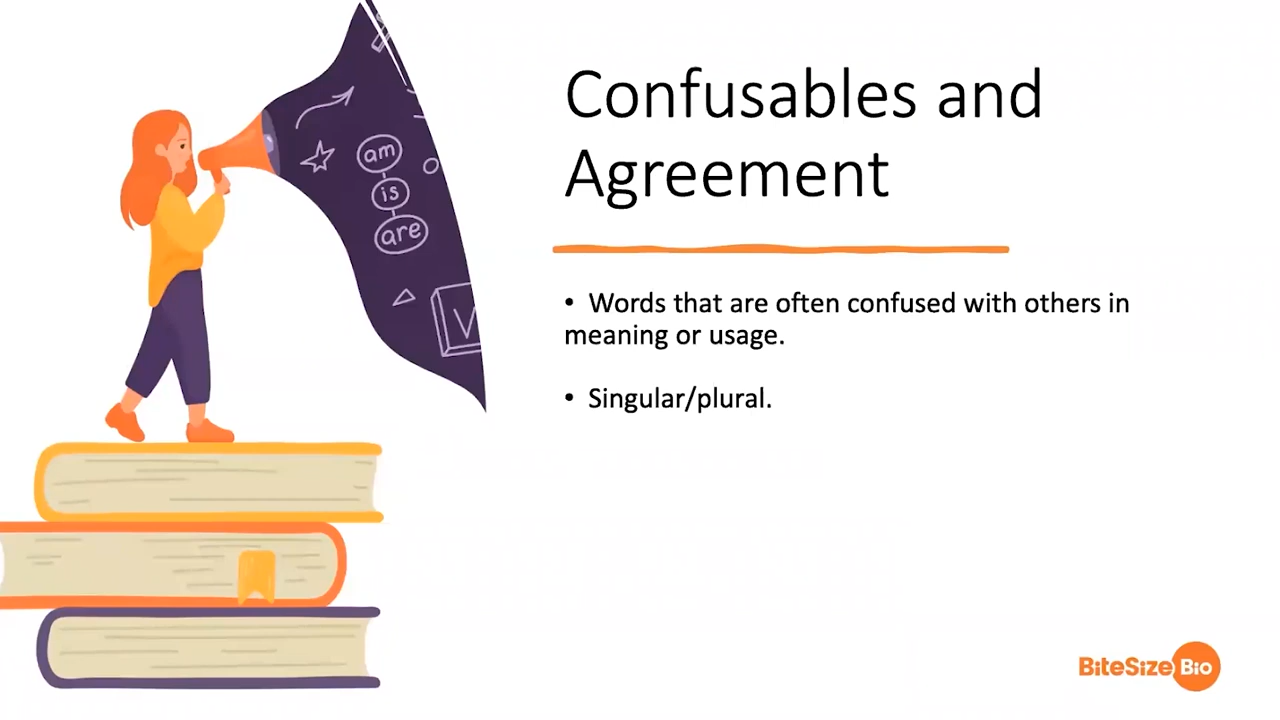 Confusables and
Agreement
• Words that are often confused with others in
meaning or usage.
• Singular/plural.
am
is
are
V
BiteSize Bio